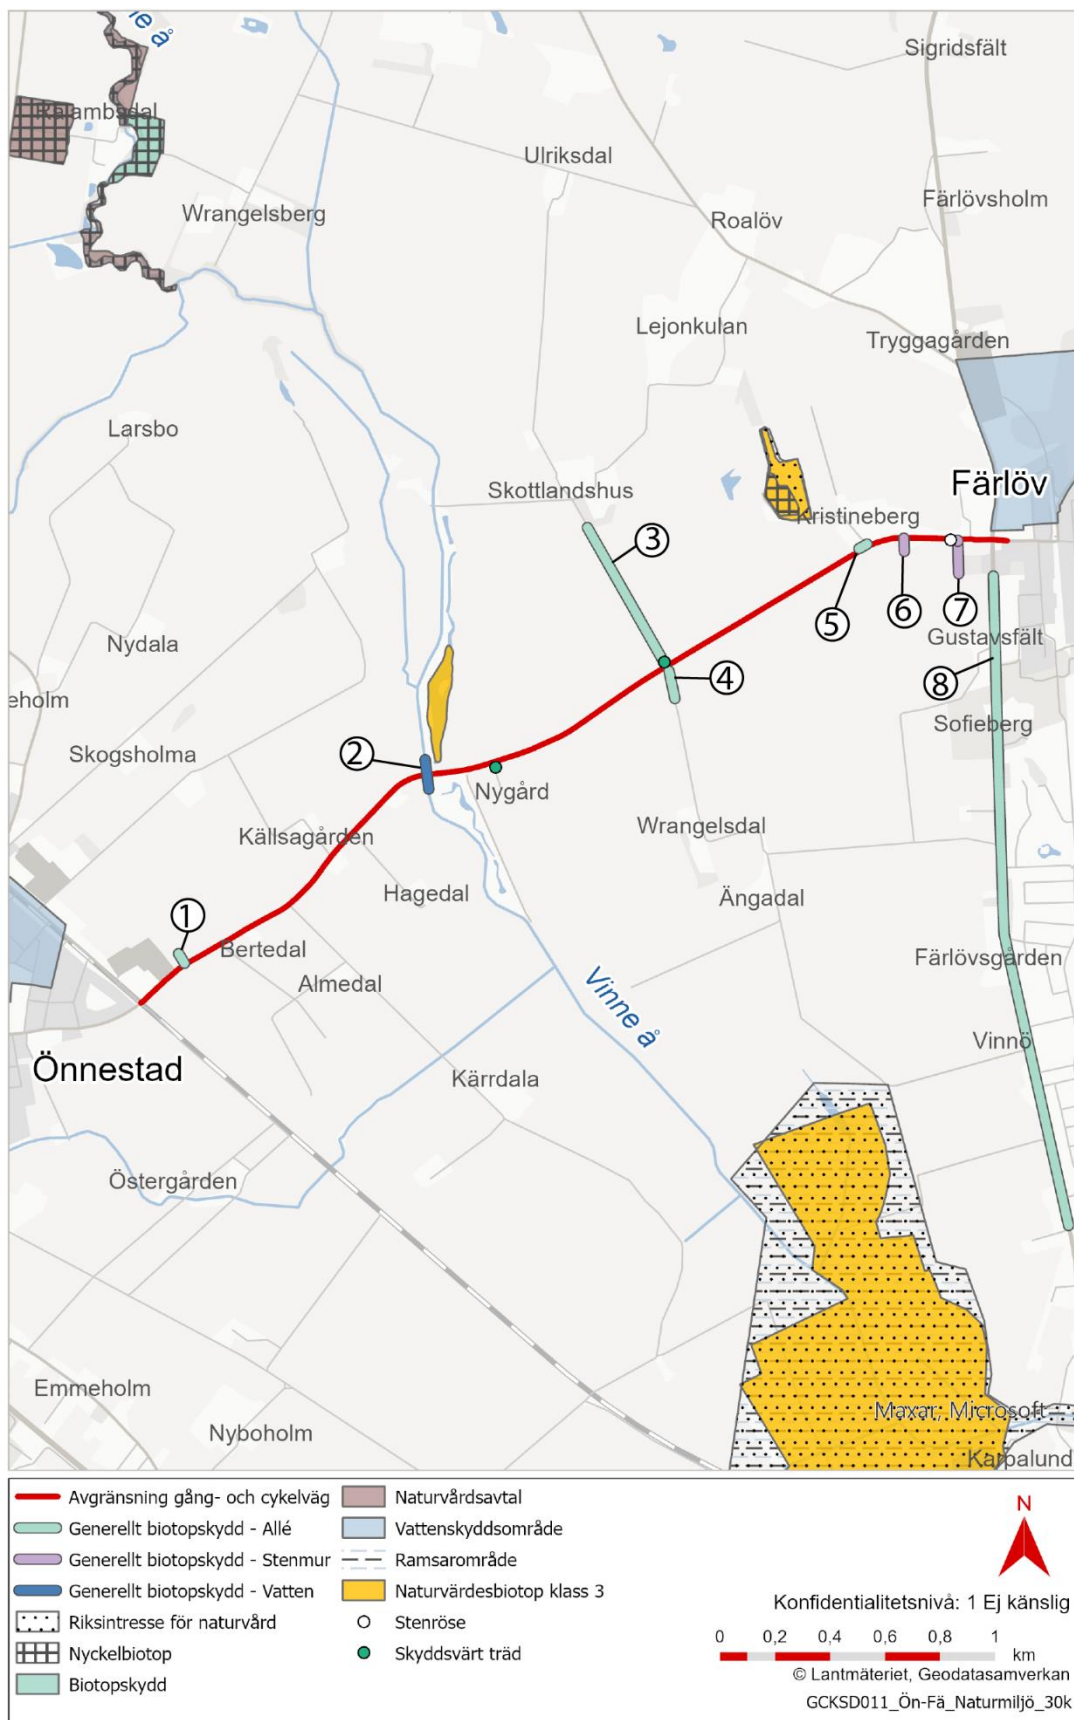 ne å
Sigridsfält
Ralambsdal
Ulriksdal
Färlövsholm
Wrangelsberg
Roalöv
Lejonkulan
Tryggagården
Larsbo
Skottlandshus
Färlöv
Kristineberg
3
5
6
7
Nydala
Gustavsfält
eholm
4
8
Sofieberg
Skogsholma
2
Nygård
Källsagården
Wrangelsdal
Hagedal
Ängadal
1
Bertedal
Färlövsgården
Almedal
Vinne å
Vinnö
Önnestad
Kärrdala
Östergården
Emmeholm
Maxar, Microsoft
Nyboholm
Karpalund
Avgränsning gång- och cykelväg
Generellt biotopskydd - Allé
Generellt biotopskydd - Stenmur
Generellt biotopskydd - Vatten
Riksintresse för naturvård
Nyckelbiotop
Biotopskydd
Naturvårdsavtal
Vattenskyddsområde
Ramsarområde
Naturvärdesbiotop klass 3
Stenröse
Skyddsvärt träd
N
Konfidentialitetsnivå: 1 Ej känslig
0 0,2 0,4 0,6 0,8 1
km
© Lantmäteriet, Geodatasamverkan
GCKSD011_Ön-Fä_Naturmiljö_30k